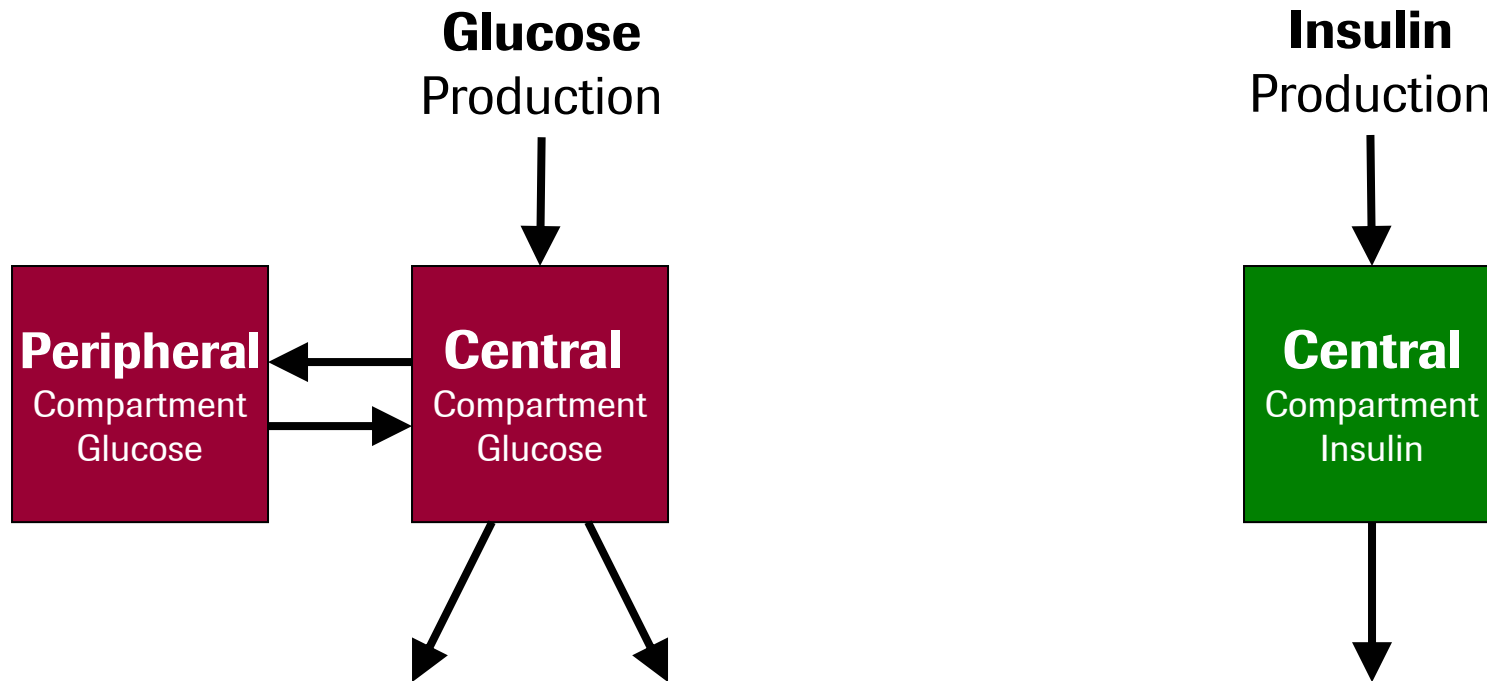 Glucose
Production
Insulin
Production
Peripheral
Compartment
Glucose
Central
Compartment
Glucose
Central
Compartment
Insulin